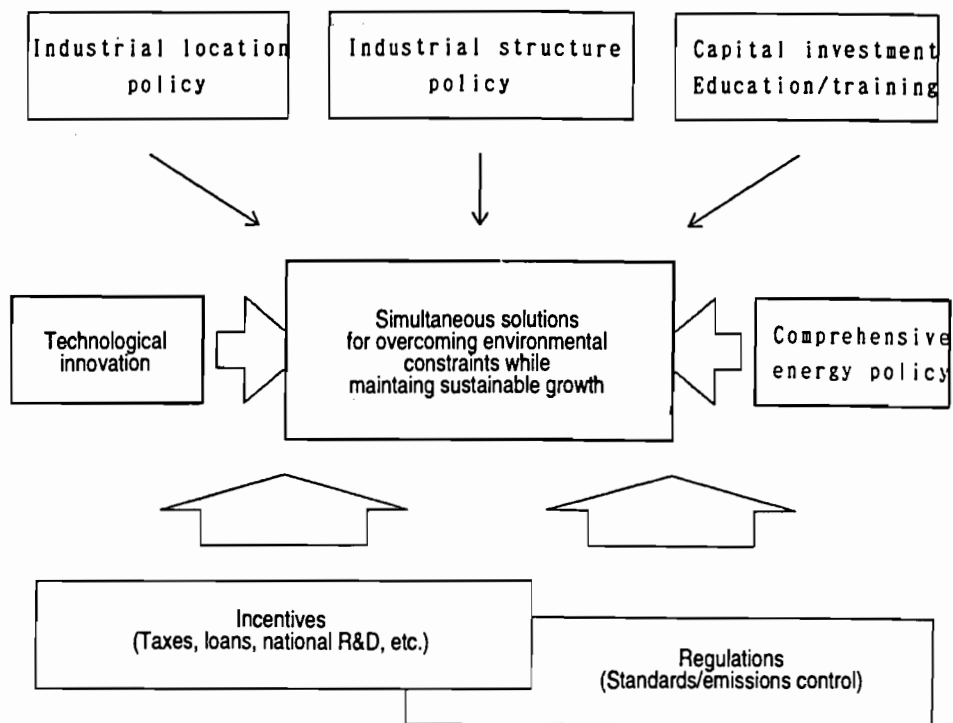 Industrial location
policy
Industrial structure
policy
Capital investment
Education/training
Technological
innovation
Simultaneous solutions
for overcoming environmental
constraints while
maintaing sustainable growth
Comprehensive
energy policy
Incentives
(Taxes, loans, national R&D, etc.)
Regulations
(Standards/emissions control)